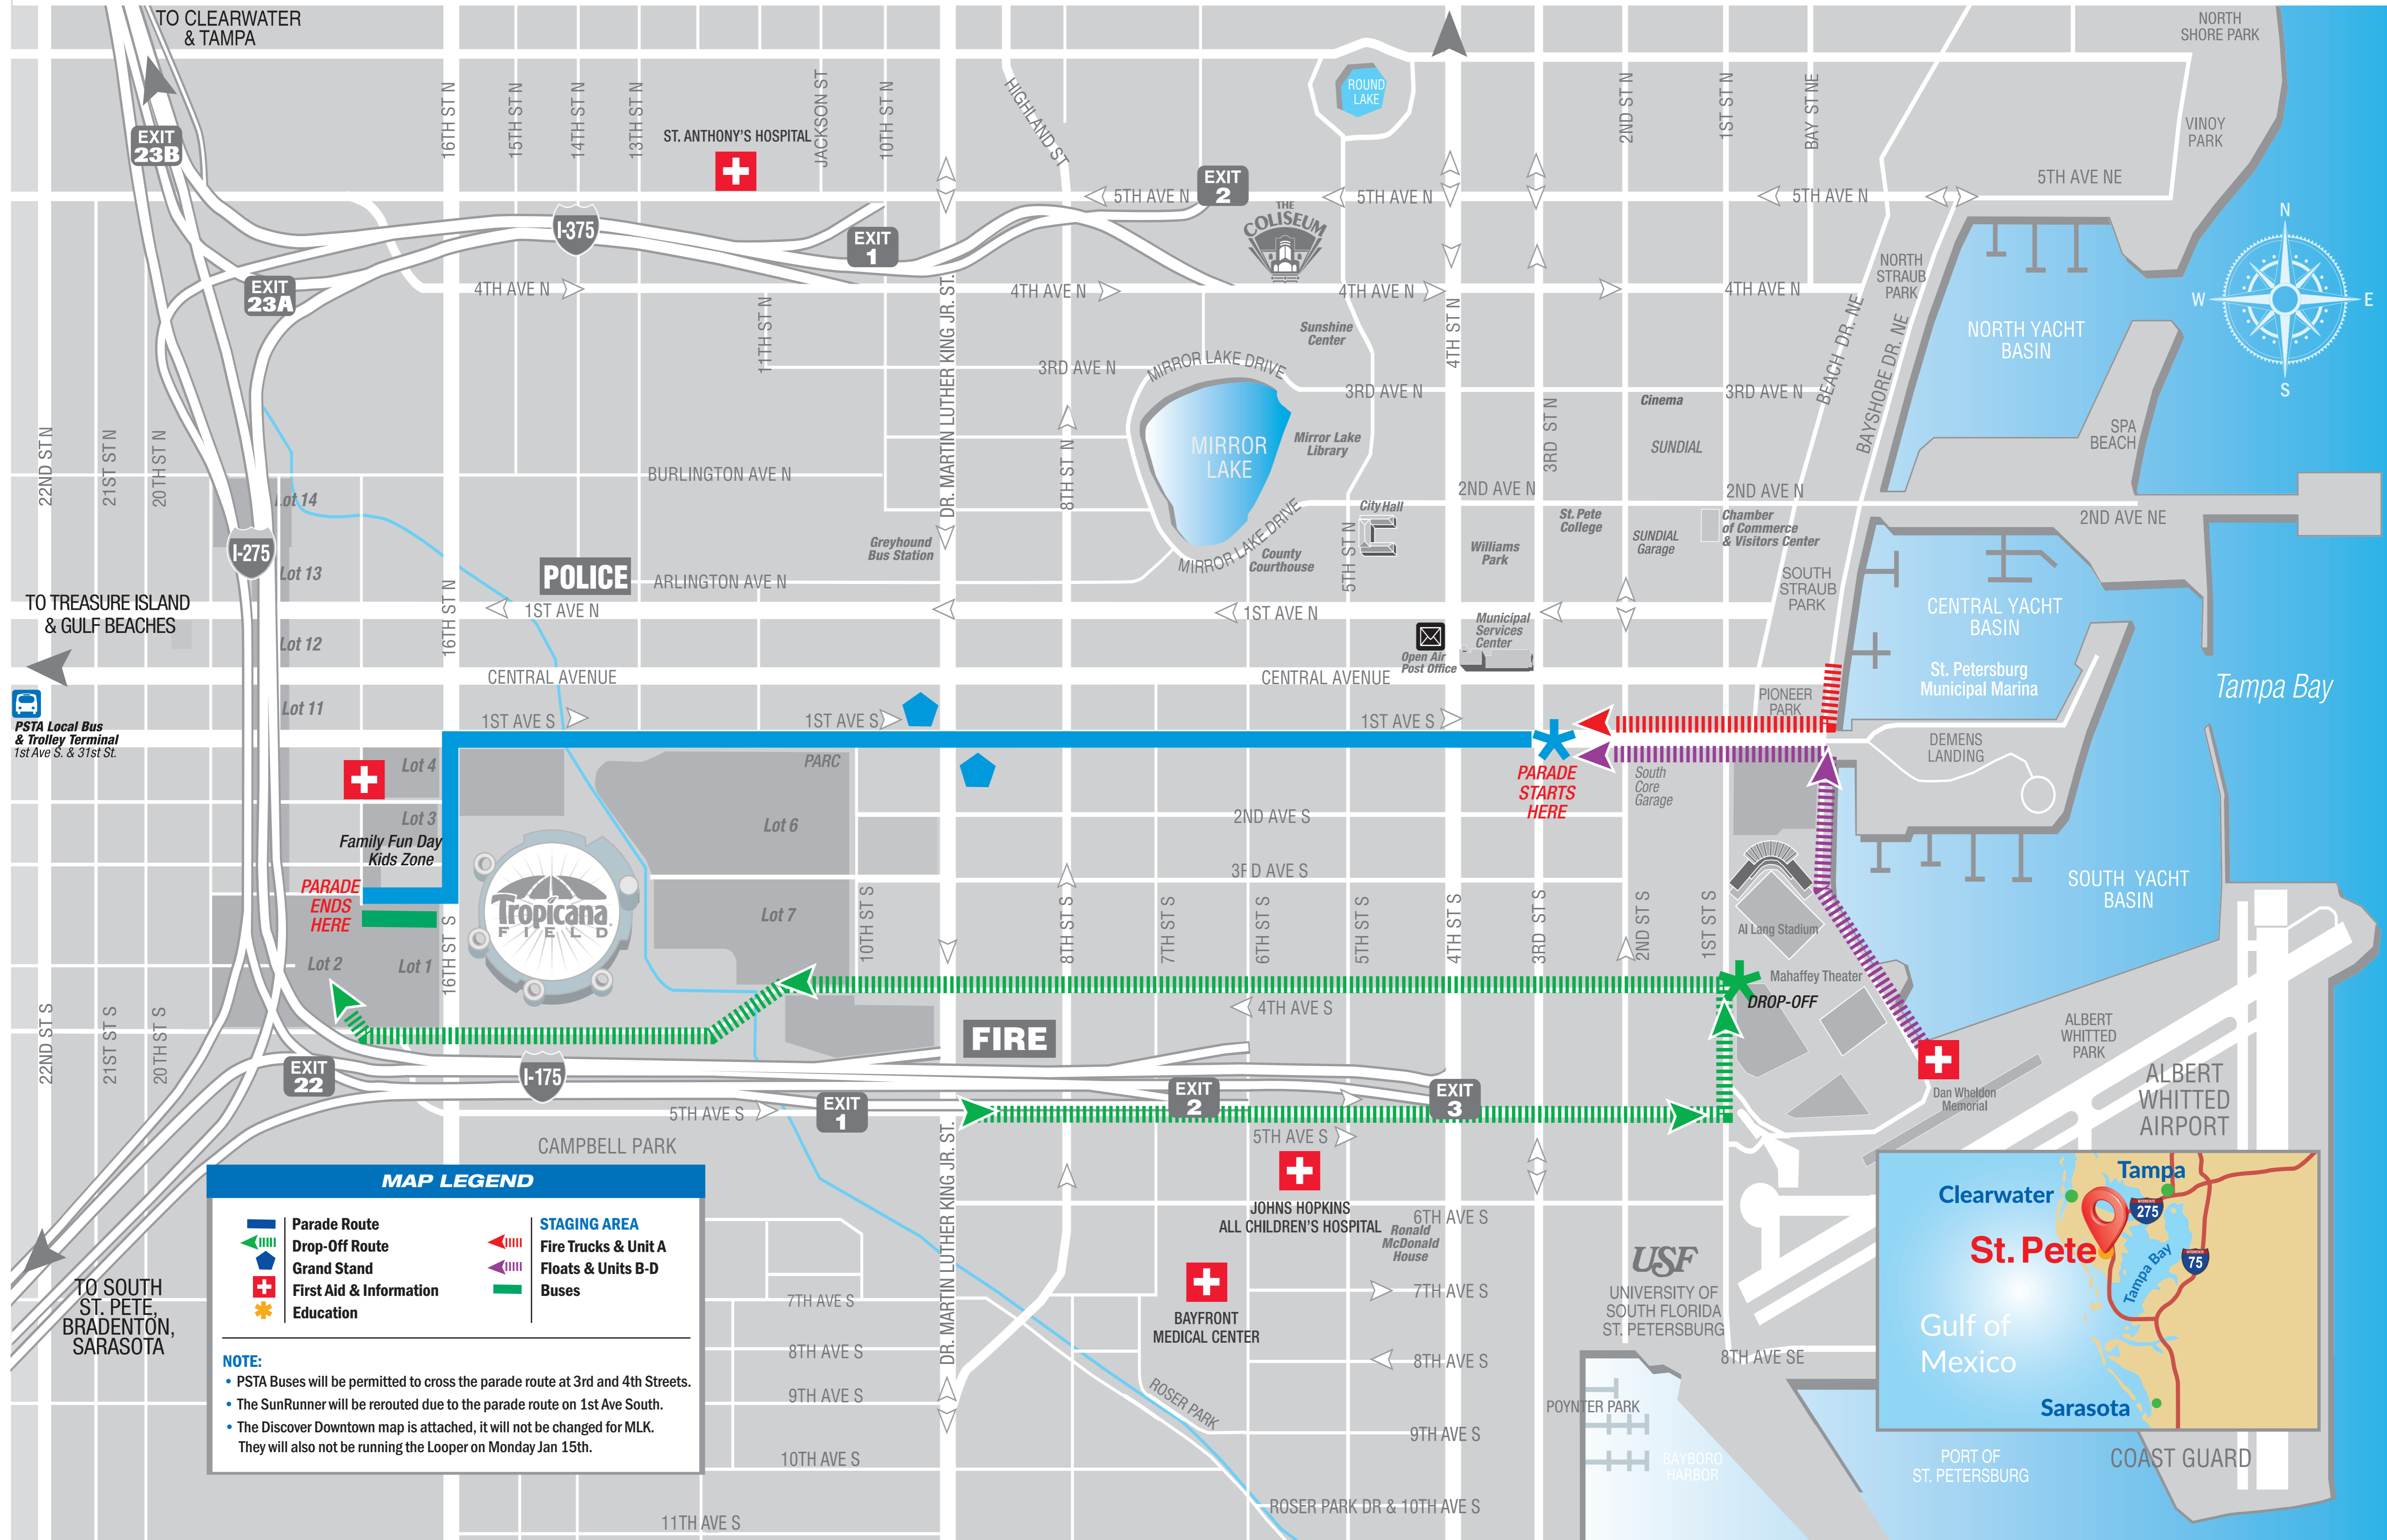 TO CLEARWATER
& TAMPA
NORTH
SHORE PARK
EXIT
23B
16TH ST N
15TH ST N
14TH ST N
13TH ST N
ST. ANTHONY'S HOSPITAL
JACKSON ST
10TH ST N
HIGHLAND ST
ROUND
LAKE
2ND ST N
1ST ST N
BAY ST NE
VINOY
PARK
5TH AVE N
EXIT
2
5TH AVE N
5TH AVE N
5TH AVE NE
I-375
EXIT
1
THE
COLISEUM
N
W
E
S
EXIT
23A
4TH AVE N
4TH AVE N
4TH AVE N
4TH AVE N
NORTH
STRAUB
PARK
11TH ST N
DR. MARTIN LUTHER KING JR. ST.
Sunshine
Center
4TH ST N
BEACH DR. NE
BAYSHORE DR. NE
NORTH YACHT
BASIN
3RD AVE N
MIRROR LAKE DRIVE
3RD AVE N
3RD AVE N
Cinema
22ND ST N
21ST ST N
20TH ST N
8TH ST N
MIRROR
LAKE
Mirror Lake
Library
3RD ST N
SUNDIAL
SPA
BEACH
BURLINGTON AVE N
Lot 14
2ND AVE N
2ND AVE N
2ND AVE NE
I-275
Greyhound
Bus Station
MIRROR LAKE DRIVE
County
Courthouse
5TH ST N
City Hall
Williams
Park
St. Pete
College
SUNDIAL
Garage
Chamber
of Commerce
& Visitors Center
Lot 13
POLICE
ARLINGTON AVE N
SOUTH
STRAUB
PARK
CENTRAL YACHT
BASIN
TO TREASURE ISLAND
& GULF BEACHES
16TH ST N
1ST AVE N
1ST AVE N
Municipal
Services
Center
Lot 12
Open Air
Post Office
CENTRAL AVENUE
CENTRAL AVENUE
St. Petersburg
Municipal Marina
Tampa Bay
PSTA Local Bus
& Trolley Terminal
1st Ave S. & 31st St.
Lot 11
1ST AVE S
1ST AVE S
1ST AVE S
PIONEER
PARK
DEMENS
LANDING
Lot 4
PARC
PARADE
STARTS
HERE
South
Core
Garage
Lot 3
Lot 6
2ND AVE S
Family Fun Day
Kids Zone
3RD AVE S
PARADE
ENDS
HERE
Tropicana
FIELD
Lot 7
SOUTH YACHT
BASIN
Al Lang Stadium
Lot 2
Lot 1
16TH ST S
10TH ST S
8TH ST S
7TH ST S
6TH ST S
5TH ST S
4TH ST S
3RD ST S
2ND ST S
1ST ST S
Mahaffey Theater
DROP-OFF
4TH AVE S
22ND ST S
21ST ST S
20TH ST S
FIRE
ALBERT
WHITTED
PARK
EXIT
22
I-175
EXIT
1
EXIT
2
EXIT
3
Dan Wheldon
Memorial
ALBERT
WHITTED
AIRPORT
5TH AVE S
5TH AVE S
CAMPBELL PARK
DR. MARTIN LUTHER KING JR. ST.
JOHNS HOPKINS
ALL CHILDREN'S HOSPITAL
6TH AVE S
Ronald
McDonald
House
USF
UNIVERSITY OF
SOUTH FLORIDA
ST. PETERSBURG
7TH AVE S
7TH AVE S
BAYFRONT
MEDICAL CENTER
8TH AVE S
8TH AVE S
8TH AVE SE
ROSER PARK
9TH AVE S
9TH AVE S
POYNTER PARK
BAYBORO
HARBOR
10TH AVE S
ROSER PARK DR & 10TH AVE S
11TH AVE S
PORT OF
ST. PETERSBURG
COAST GUARD
TO SOUTH
ST. PETE,
BRADENTON,
SARASOTA
MAP LEGEND
Parade Route
Drop-Off Route
Grand Stand
First Aid & Information
Education
STAGING AREA
Fire Trucks & Unit A
Floats & Units B-D
Buses
NOTE:
• PSTA Buses will be permitted to cross the parade route at 3rd and 4th Streets.
• The SunRunner will be rerouted due to the parade route on 1st Ave South.
• The Discover Downtown map is attached, it will not be changed for MLK.
They will also not be running the Looper on Monday Jan 15th.
Tampa
Clearwater
INTERSTATE
275
St. Pete
Tampa Bay
INTERSTATE
75
Gulf of
Mexico
Sarasota